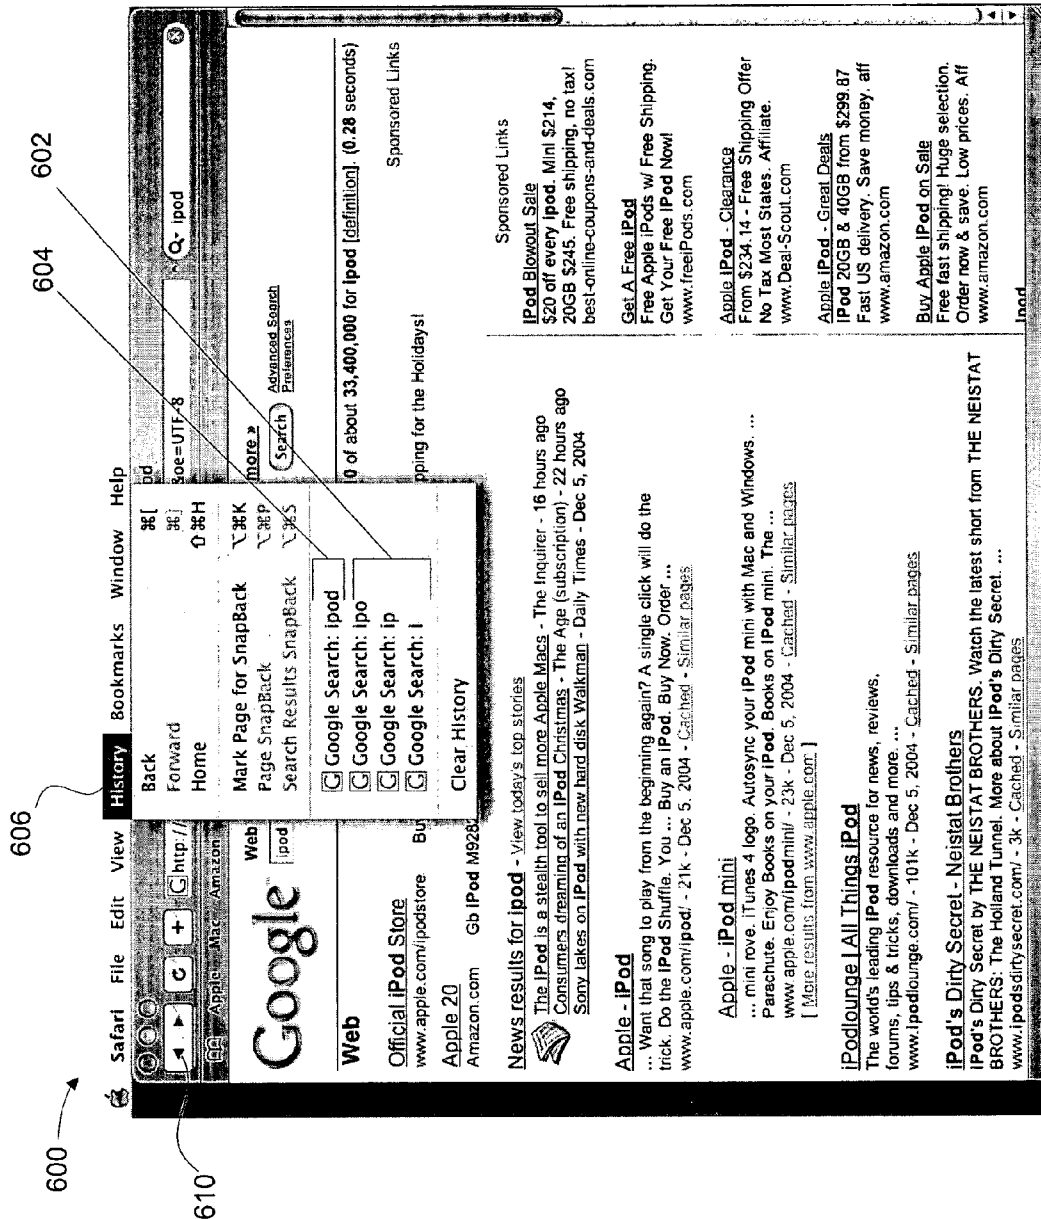 600
606
604
602
610
Safari File Edit View History Bookmarks Window Help
Back ⌘[
Forward ⌘]
Home ⇧⌘H
Mark Page for SnapBack ⌥⌘K
Page SnapBack ⌥⌘P
Search Results SnapBack ⌥⌘S
G Google Search: ipod
G Google Search: ipo
G Google Search: ip
G Google Search: i
Clear History
G http://
&oe=UTF-8
Q ipod
Apple Mac Amazon
Google
Web
more »
ipod
Search
Advanced Search
Preferences
Web
0 of about 33,400,000 for ipod [definition]. (0.28 seconds)
Official iPod Store
www.apple.com/ipodstore
Bu
pping for the Holidays!
Sponsored Links
Apple 20
Gb iPod M9282
Amazon.com
News results for ipod - View today's top stories
The iPod is a stealth tool to sell more Apple Macs - The Inquirer - 16 hours ago
Consumers dreaming of an iPod Christmas - The Age (subscription) - 22 hours ago
Sony takes on iPod with new hard disk Walkman - Daily Times - Dec 5, 2004
Apple - iPod
... Want that song to play from the beginning again? A single click will do the
trick. Do the iPod Shuffle. You ... Buy an iPod. Buy Now. Order ...
www.apple.com/ipod/ - 21k - Dec 5, 2004 - Cached - Similar pages
Apple - iPod mini
... mini rove. iTunes 4 logo. Autosync your iPod mini with Mac and Windows. ...
Parachute. Enjoy Books on your iPod. Books on iPod mini. The ...
www.apple.com/ipodmini/ - 23k - Dec 5, 2004 - Cached - Similar pages
[ More results from www.apple.com ]
iPodlounge | All Things iPod
The world's leading iPod resource for news, reviews,
forums, tips & tricks, downloads and more. ...
www.ipodlounge.com/ - 101k - Dec 5, 2004 - Cached - Similar pages
iPod's Dirty Secret - Neistat Brothers
iPod's Dirty Secret by THE NEISTAT BROTHERS. Watch the latest short from THE NEISTAT
BROTHERS: The Holland Tunnel. More about iPod's Dirty Secret. ...
www.ipodsdirtysecret.com/ - 3k - Cached - Similar pages
Sponsored Links
iPod Blowout Sale
$20 off every ipod. Mini $214,
20GB $245. Free shipping, no tax!
best-online-coupons-and-deals.com
Get A Free iPod
Free Apple iPods w/ Free Shipping.
Get Your Free iPod Now!
www.freeiPods.com
Apple iPod - Clearance
From $234.14 - Free Shipping Offer
No Tax Most States. Affiliate.
www.Deal-Scout.com
Apple iPod - Great Deals
iPod 20GB & 40GB from $299.87
Fast US delivery. Save money. aff
www.amazon.com
Buy Apple iPod on Sale
Free fast shipping! Huge selection.
Order now & save. Low prices. Aff
www.amazon.com